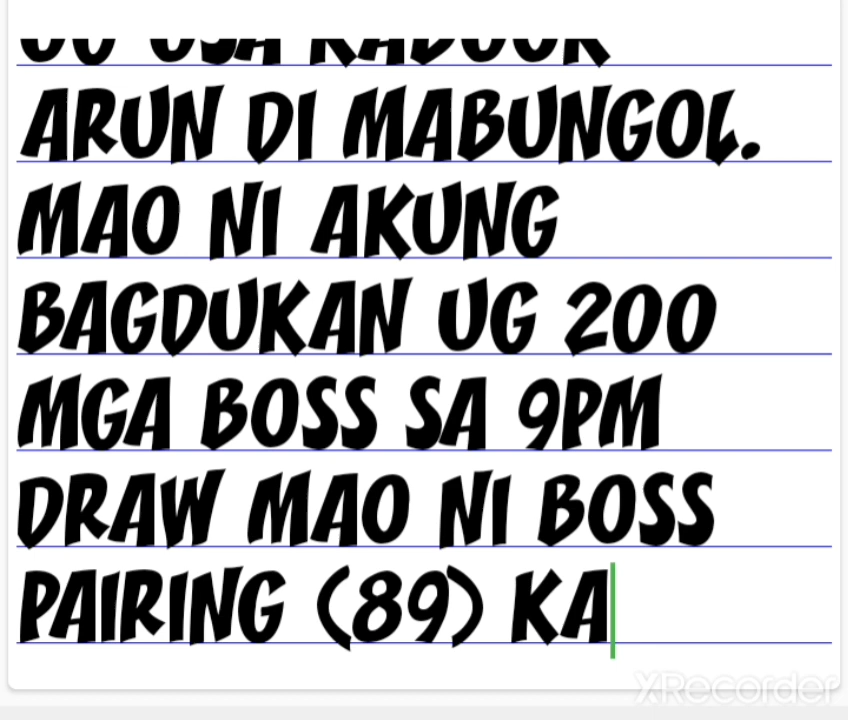 ARUN DI MABUNGOL.
MAO NI AKUNG
BAGDUKAN UG 200
MGA BOSS SA 9PM
DRAW MAO NI BOSS
PAIRING (89) KA
XRecorder